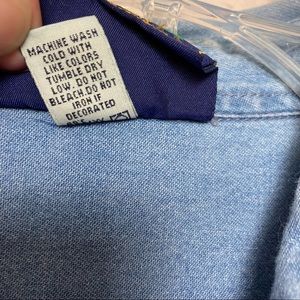 MACHINE WASH
COLD WITH
LIKE COLORS
TUMBLE DRY
LOW. DO NOT
BLEACH.DO NOT
IRON IF
DECORATED